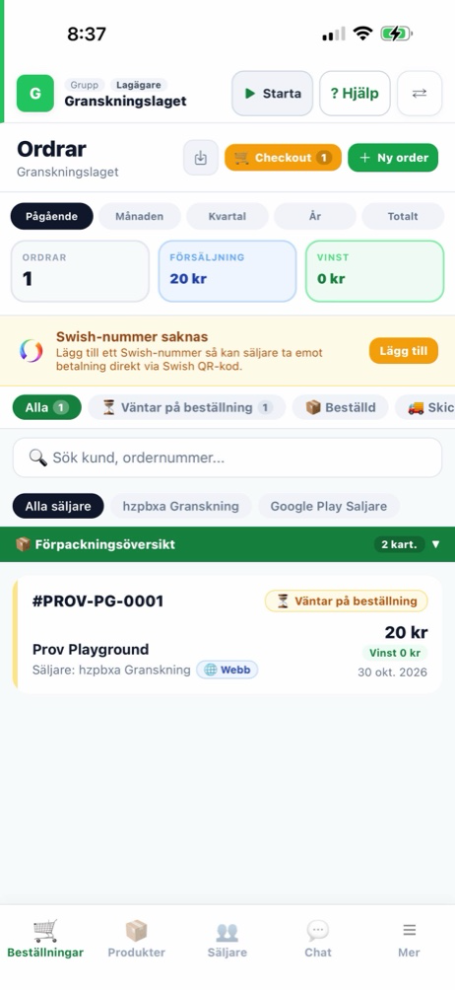 8:37
G
Grupp Lagägare
Granskningslaget
Starta
? Hjälp
Ordrar
Granskningslaget
Checkout 1
+ Ny order
Pågående
Månaden
Kvartal
År
Totalt
ORDRAR
1
FÖRSÄLJNING
20 kr
VINST
0 kr
Swish-nummer saknas
Lägg till ett Swish-nummer så kan säljare ta emot
betalning direkt via Swish QR-kod.
Lägg till
Alla 1
Väntar på beställning 1
Beställd
Skic
Sök kund, ordernummer...
Alla säljare
hzpbxa Granskning
Google Play Saljare
Förpackningsöversikt
2 kart.
#PROV-PG-0001
Väntar på beställning
20 kr
Prov Playground
Vinst 0 kr
Säljare: hzpbxa Granskning
Webb
30 okt. 2026
Beställningar
Produkter
Säljare
Chat
Mer